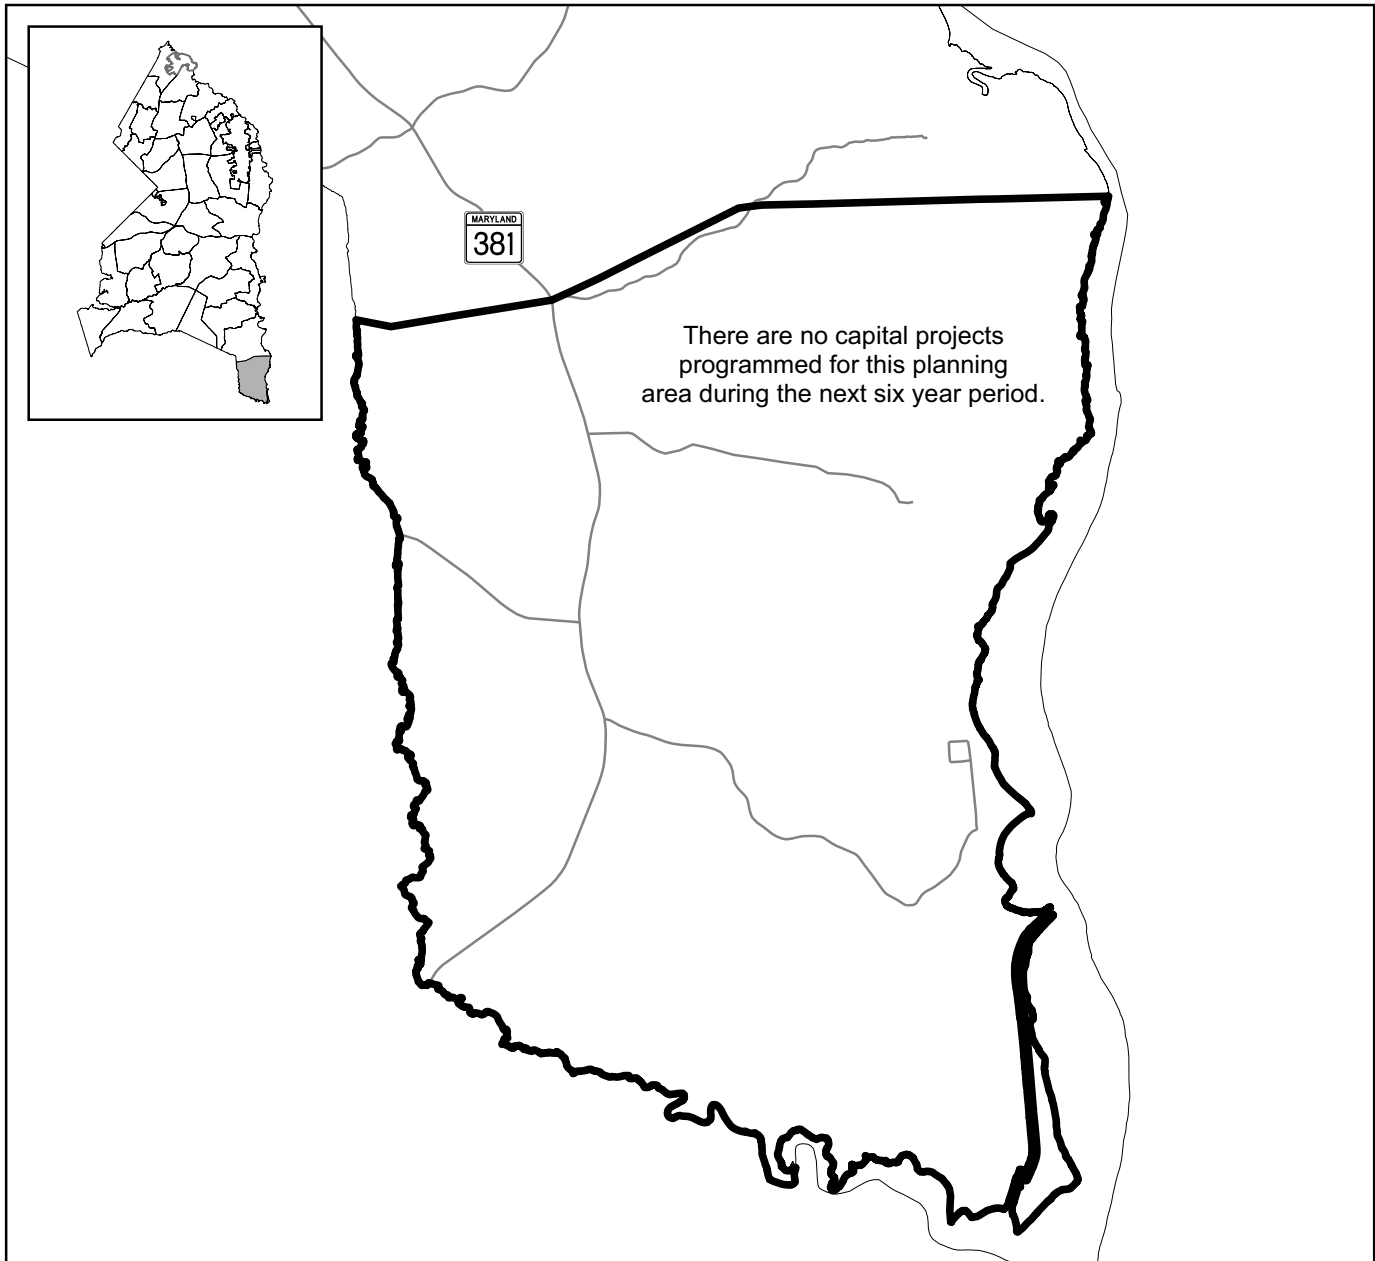 MARYLAND
381
There are no capital projects
programmed for this planning
area during the next six year period.